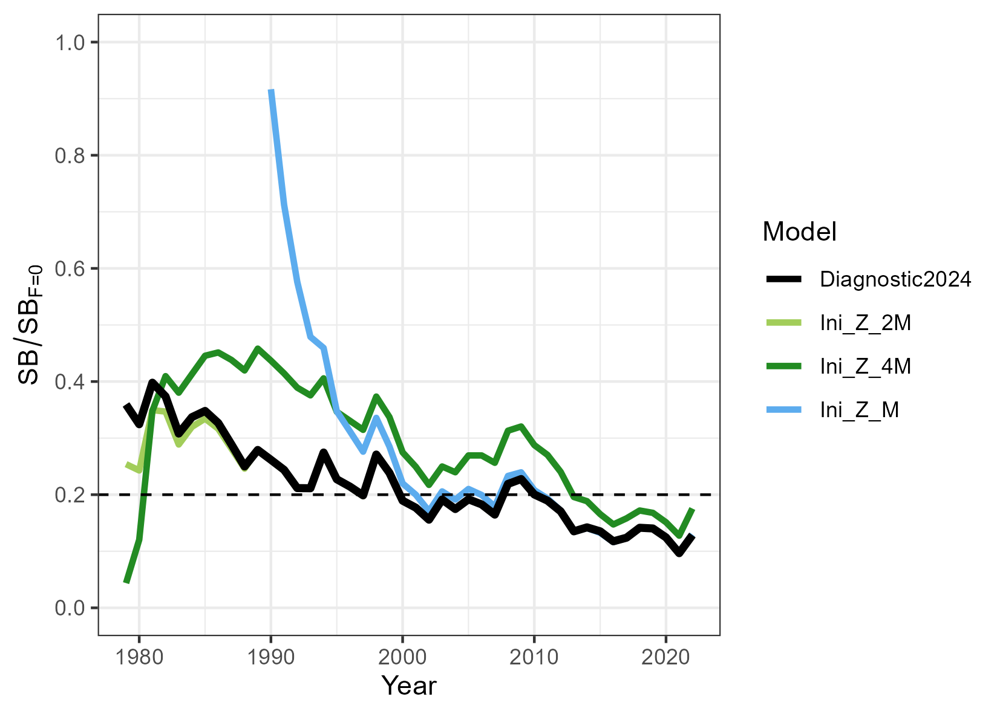 1.0
0.8
0.6
0.4
0.2
0.0
SB/SBF=0
1980 1990 2000 2010 2020
Year
Model
Diagnostic2024
Ini_Z_2M
Ini_Z_4M
Ini_Z_M